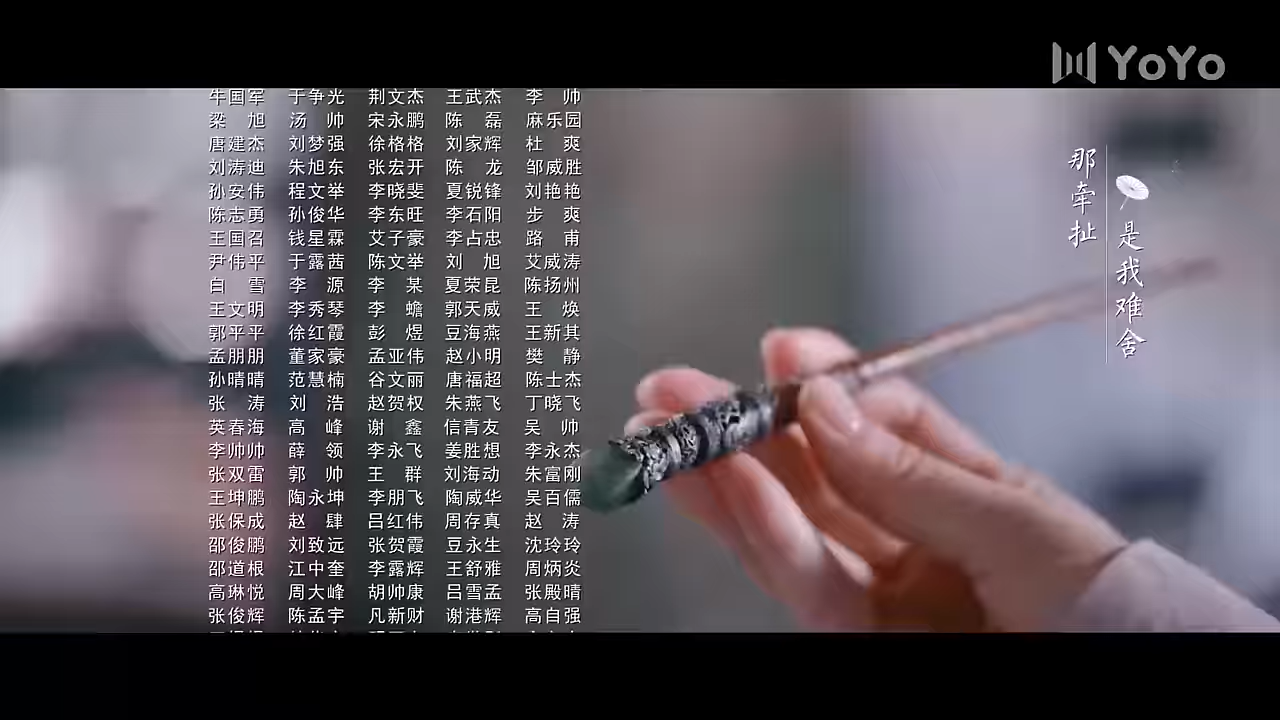 YoYo
牛国军 于争光 荆文杰 王武杰 李 帅
梁 旭 汤 帅 宋永鹏 陈 磊 麻乐园
唐建杰 刘梦强 徐格格 刘家辉 杜 爽
刘涛迪 朱旭东 张宏开 陈 龙 邹威胜
孙安伟 程文举 李晓斐 夏锐锋 刘艳艳
陈志勇 孙俊华 李东旺 李石阳 步 爽
王国召 钱星霖 艾子豪 李占忠 路 甫
尹伟平 于露茜 陈文举 刘 旭 艾威涛
白 雪 李 源 李 某 夏荣昆 陈扬州
王文明 李秀琴 李 蟾 郭天威 王 焕
郭平平 徐红霞 彭 煜 豆海燕 王新其
孟朋朋 董家豪 孟亚伟 赵小明 樊 静
孙晴晴 范慧楠 谷文丽 唐福超 陈士杰
张 涛 刘 浩 赵贺权 朱燕飞 丁晓飞
英春海 高 峰 谢 鑫 信青友 吴 帅
李帅帅 薛 领 李永飞 姜胜想 李永杰
张双雷 郭 帅 王 群 刘海动 朱富刚
王坤鹏 陶永坤 李朋飞 陶威华 吴百儒
张保成 赵 肆 吕红伟 周存真 赵 涛
邵俊鹏 刘致远 张贺霞 豆永生 沈玲玲
邵道根 江中奎 李露辉 王舒雅 周炳炎
高琳悦 周大峰 胡帅康 吕雪孟 张殿晴
张俊辉 陈孟宇 凡新财 谢港辉 高自强
那牵扯
是我难舍